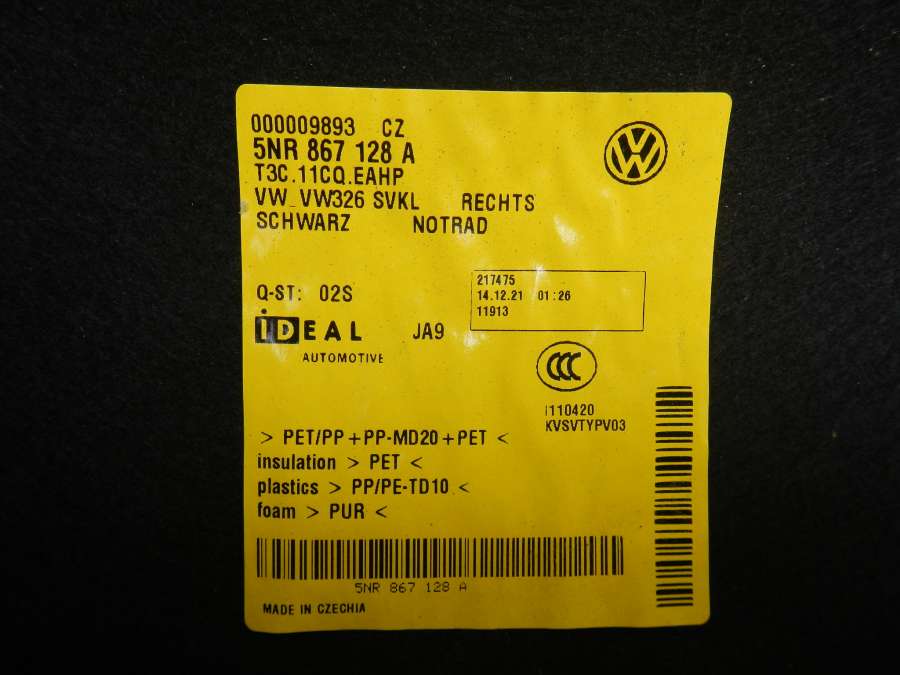 000009893 CZ
5NR 867 128 A
T3C.11CQ.EAHP
VW_VW326 SVKL RECHTS
SCHWARZ NOTRAD
Q-ST: 02S
217475
14.12.21 01:26
11913
iDEAL JA9
AUTOMOTIVE
CCC
I110420
KVSVTYPV03
> PET/PP+PP-MD20+PET <
insulation > PET <
plastics > PP/PE-TD10 <
foam > PUR <
5NR 867 128 A
MADE IN CZECHIA